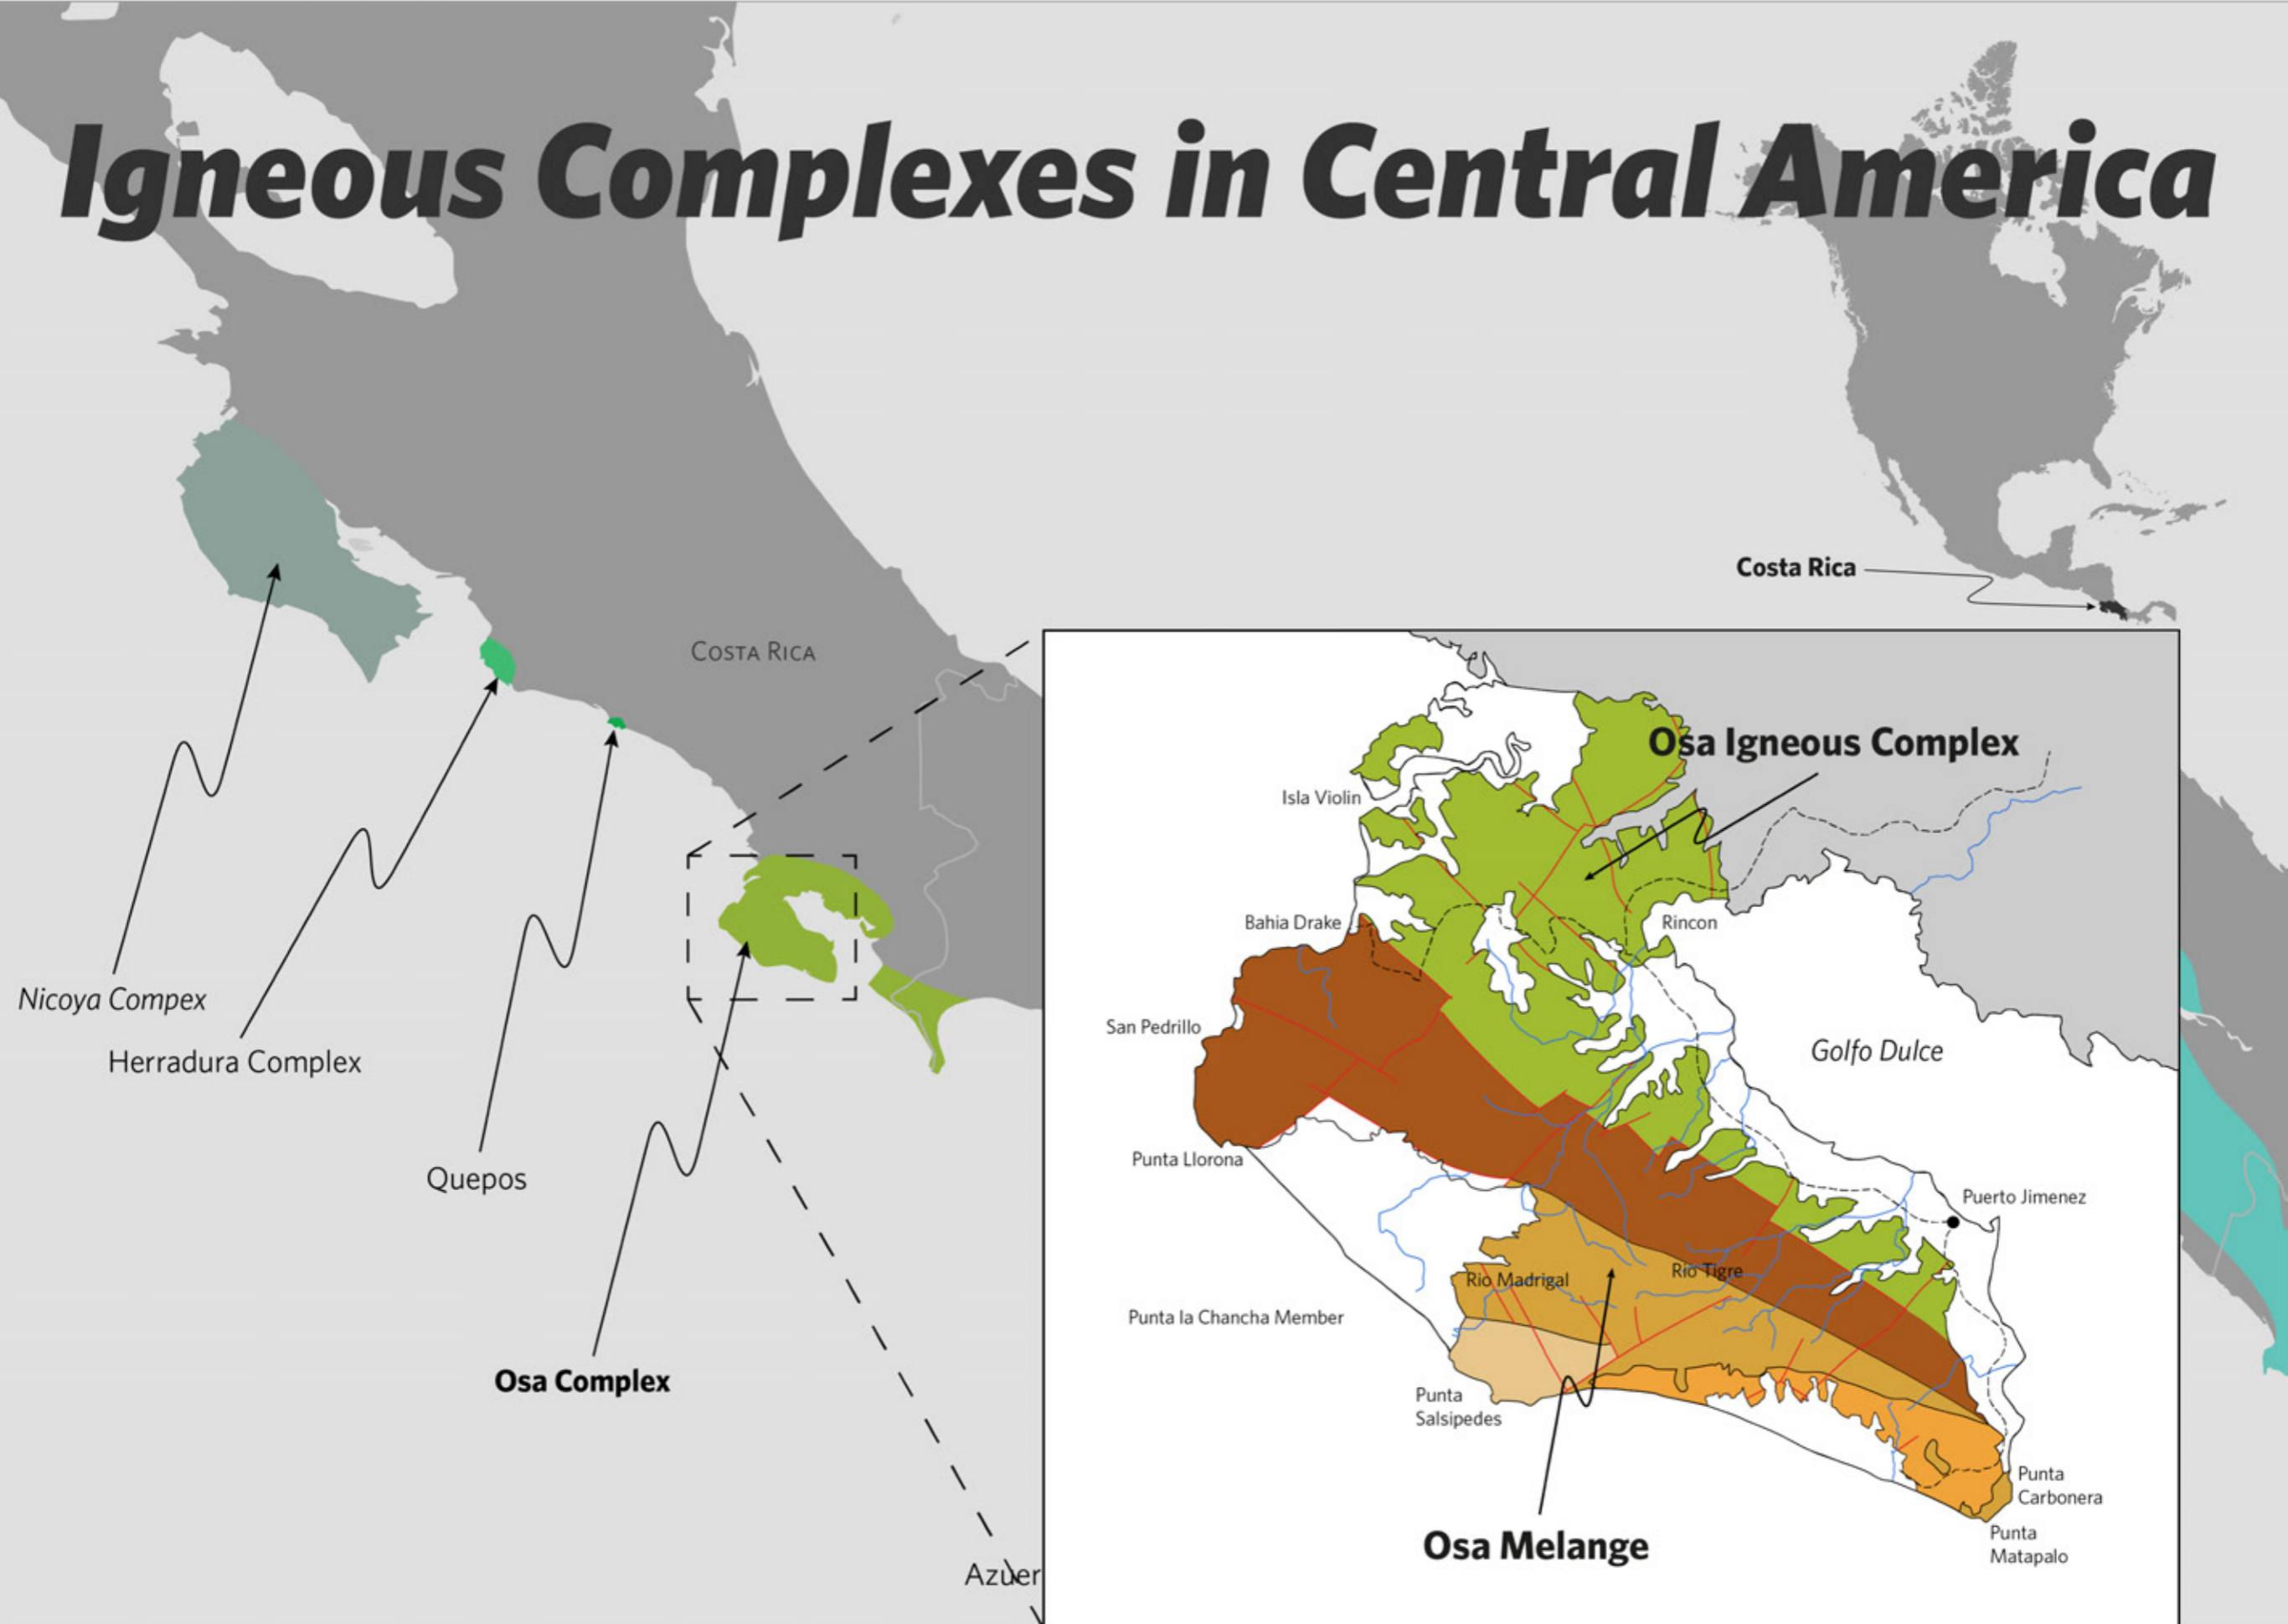 Igneous Complexes in Central America
Costa Rica
COSTA RICA
Nicoya Compex
Herradura Complex
Quepos
Osa Complex
Azuer
Osa Igneous Complex
Isla Violin
Bahia Drake
Rincon
San Pedrillo
Golfo Dulce
Punta Llorona
Puerto Jimenez
Rio Madrigal
Rio Tigre
Punta la Chancha Member
Punta
Salsipedes
Punta
Carbonera
Punta
Matapalo
Osa Melange